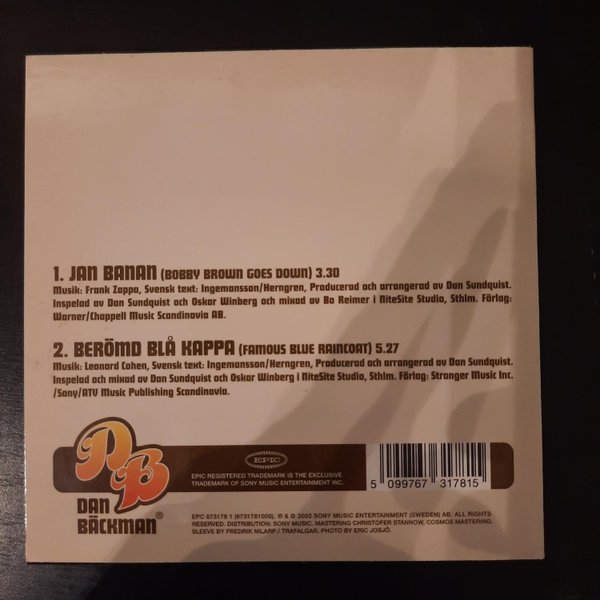 1. JAN BANAN (BOBBY BROWN GOES DOWN) 3.30
Musik: Frank Zappa, Svensk text: Ingemansson/Herngren, Producerad och arrangerad av Dan Sundquist.
Inspelad av Dan Sundquist och Oskar Winberg och mixad av Bo Reimer i NiteSite Studio, Sthlm. Förlag:
Warner/Chappell Music Scandinavia AB.
2. BERÖMD BLÅ KAPPA (FAMOUS BLUE RAINCOAT) 5.27
Musik: Leonard Cohen, Svensk text: Ingemansson/Herngren, Producerad och arrangerad av Dan Sundquist.
Inspelad och mixad av Dan Sundquist och Oskar Winberg i NiteSite Studio, Sthlm. Förlag: Stranger Music Inc.
/Sony/ATV Music Publishing Scandinavia.
DB
DAN
BÄCKMAN®
EPIC
EPIC REGISTERED TRADEMARK IS THE EXCLUSIVE
TRADEMARK OF SONY MUSIC ENTERTAINMENT INC.
5 099767 317815
EPC 673178 1 (6731781000). ℗ & © 2002 SONY MUSIC ENTERTAINMENT (SWEDEN) AB. ALL RIGHTS
RESERVED. DISTRIBUTION: SONY MUSIC. MASTERING CHRISTOFER STANNOW, COSMOS MASTERING.
SLEEVE BY FREDRIK NILARP / TRAFALGAR. PHOTO BY ERIC JOSJÖ.